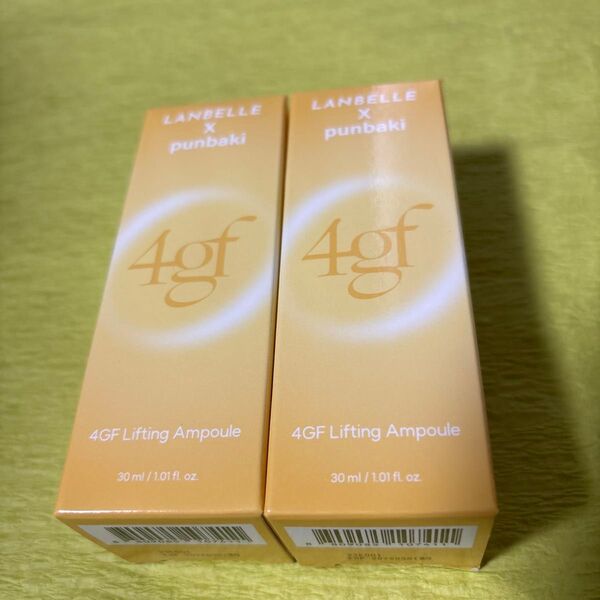 LANBELLE
X
punbaki
4gf
4GF Lifting Ampoule
30 ml / 1.01 fl. oz.
LANBELLE
X
punbaki
4gf
4GF Lifting Ampoule
30 ml / 1.01 fl. oz.